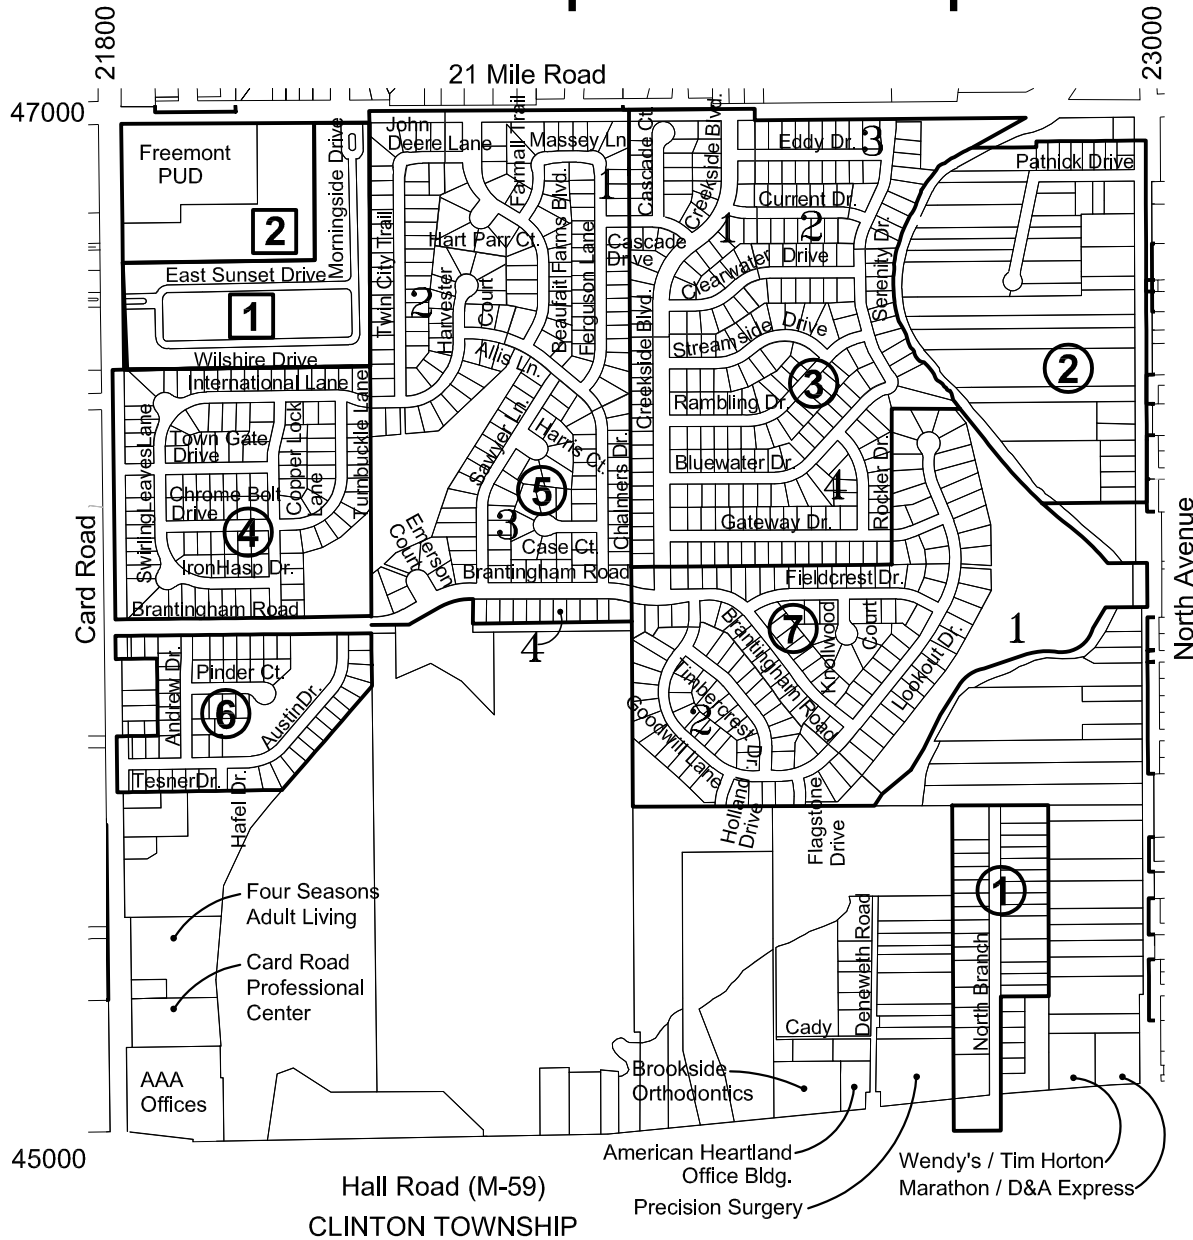 21800
23000
21 Mile Road
47000
Freemont
PUD
2
Morningside Drive
East Sunset Drive
1
Wilshire Drive
John
Deere Lane
Farmall Trail
Massey Ln.
1
Hart Parr Ct.
Twin City Trail
2
Harvester
Court
Beaufait Farms Blvd.
Ferguson Lane
Allis Ln.
Cascade Ct.
Creekside Blvd.
Cascade
Drive
1
Eddy Dr.
3
Current Dr.
2
Clearwater Drive
Serenity Dr.
Creekside Blvd.
Streamside Drive
3
Rambling Dr.
Bluewater Dr.
4
Rocker Dr.
Gateway Dr.
Patnick Drive
2
International Lane
Swirling Leaves Lane
Town Gate
Drive
Copper Lock
Lane
Turnbuckle Lane
Chrome Bolt
Drive
4
Iron Hasp Dr.
Brantingham Road
Sawyer Ln.
Harris Ct.
5
3
Chalmers Dr.
Case Ct.
Emerson
Court
Brantingham Road
4
Card Road
North Avenue
Fieldcrest Dr.
7
Knollwood
Court
Brantingham Road
Lookout Dr.
1
Timbercrest Dr.
2
Goodwill Lane
Holland
Drive
Flagstone
Drive
Andrew Dr.
Pinder Ct.
6
Austin Dr.
Tesner Dr.
Hafel Dr.
Four Seasons
Adult Living
Card Road
Professional
Center
AAA
Offices
Deneweth Road
Cady
North Branch
1
Brookside
Orthodontics
American Heartland
Office Bldg.
Precision Surgery
Wendy's / Tim Horton
Marathon / D&A Express
45000
Hall Road (M-59)
CLINTON TOWNSHIP